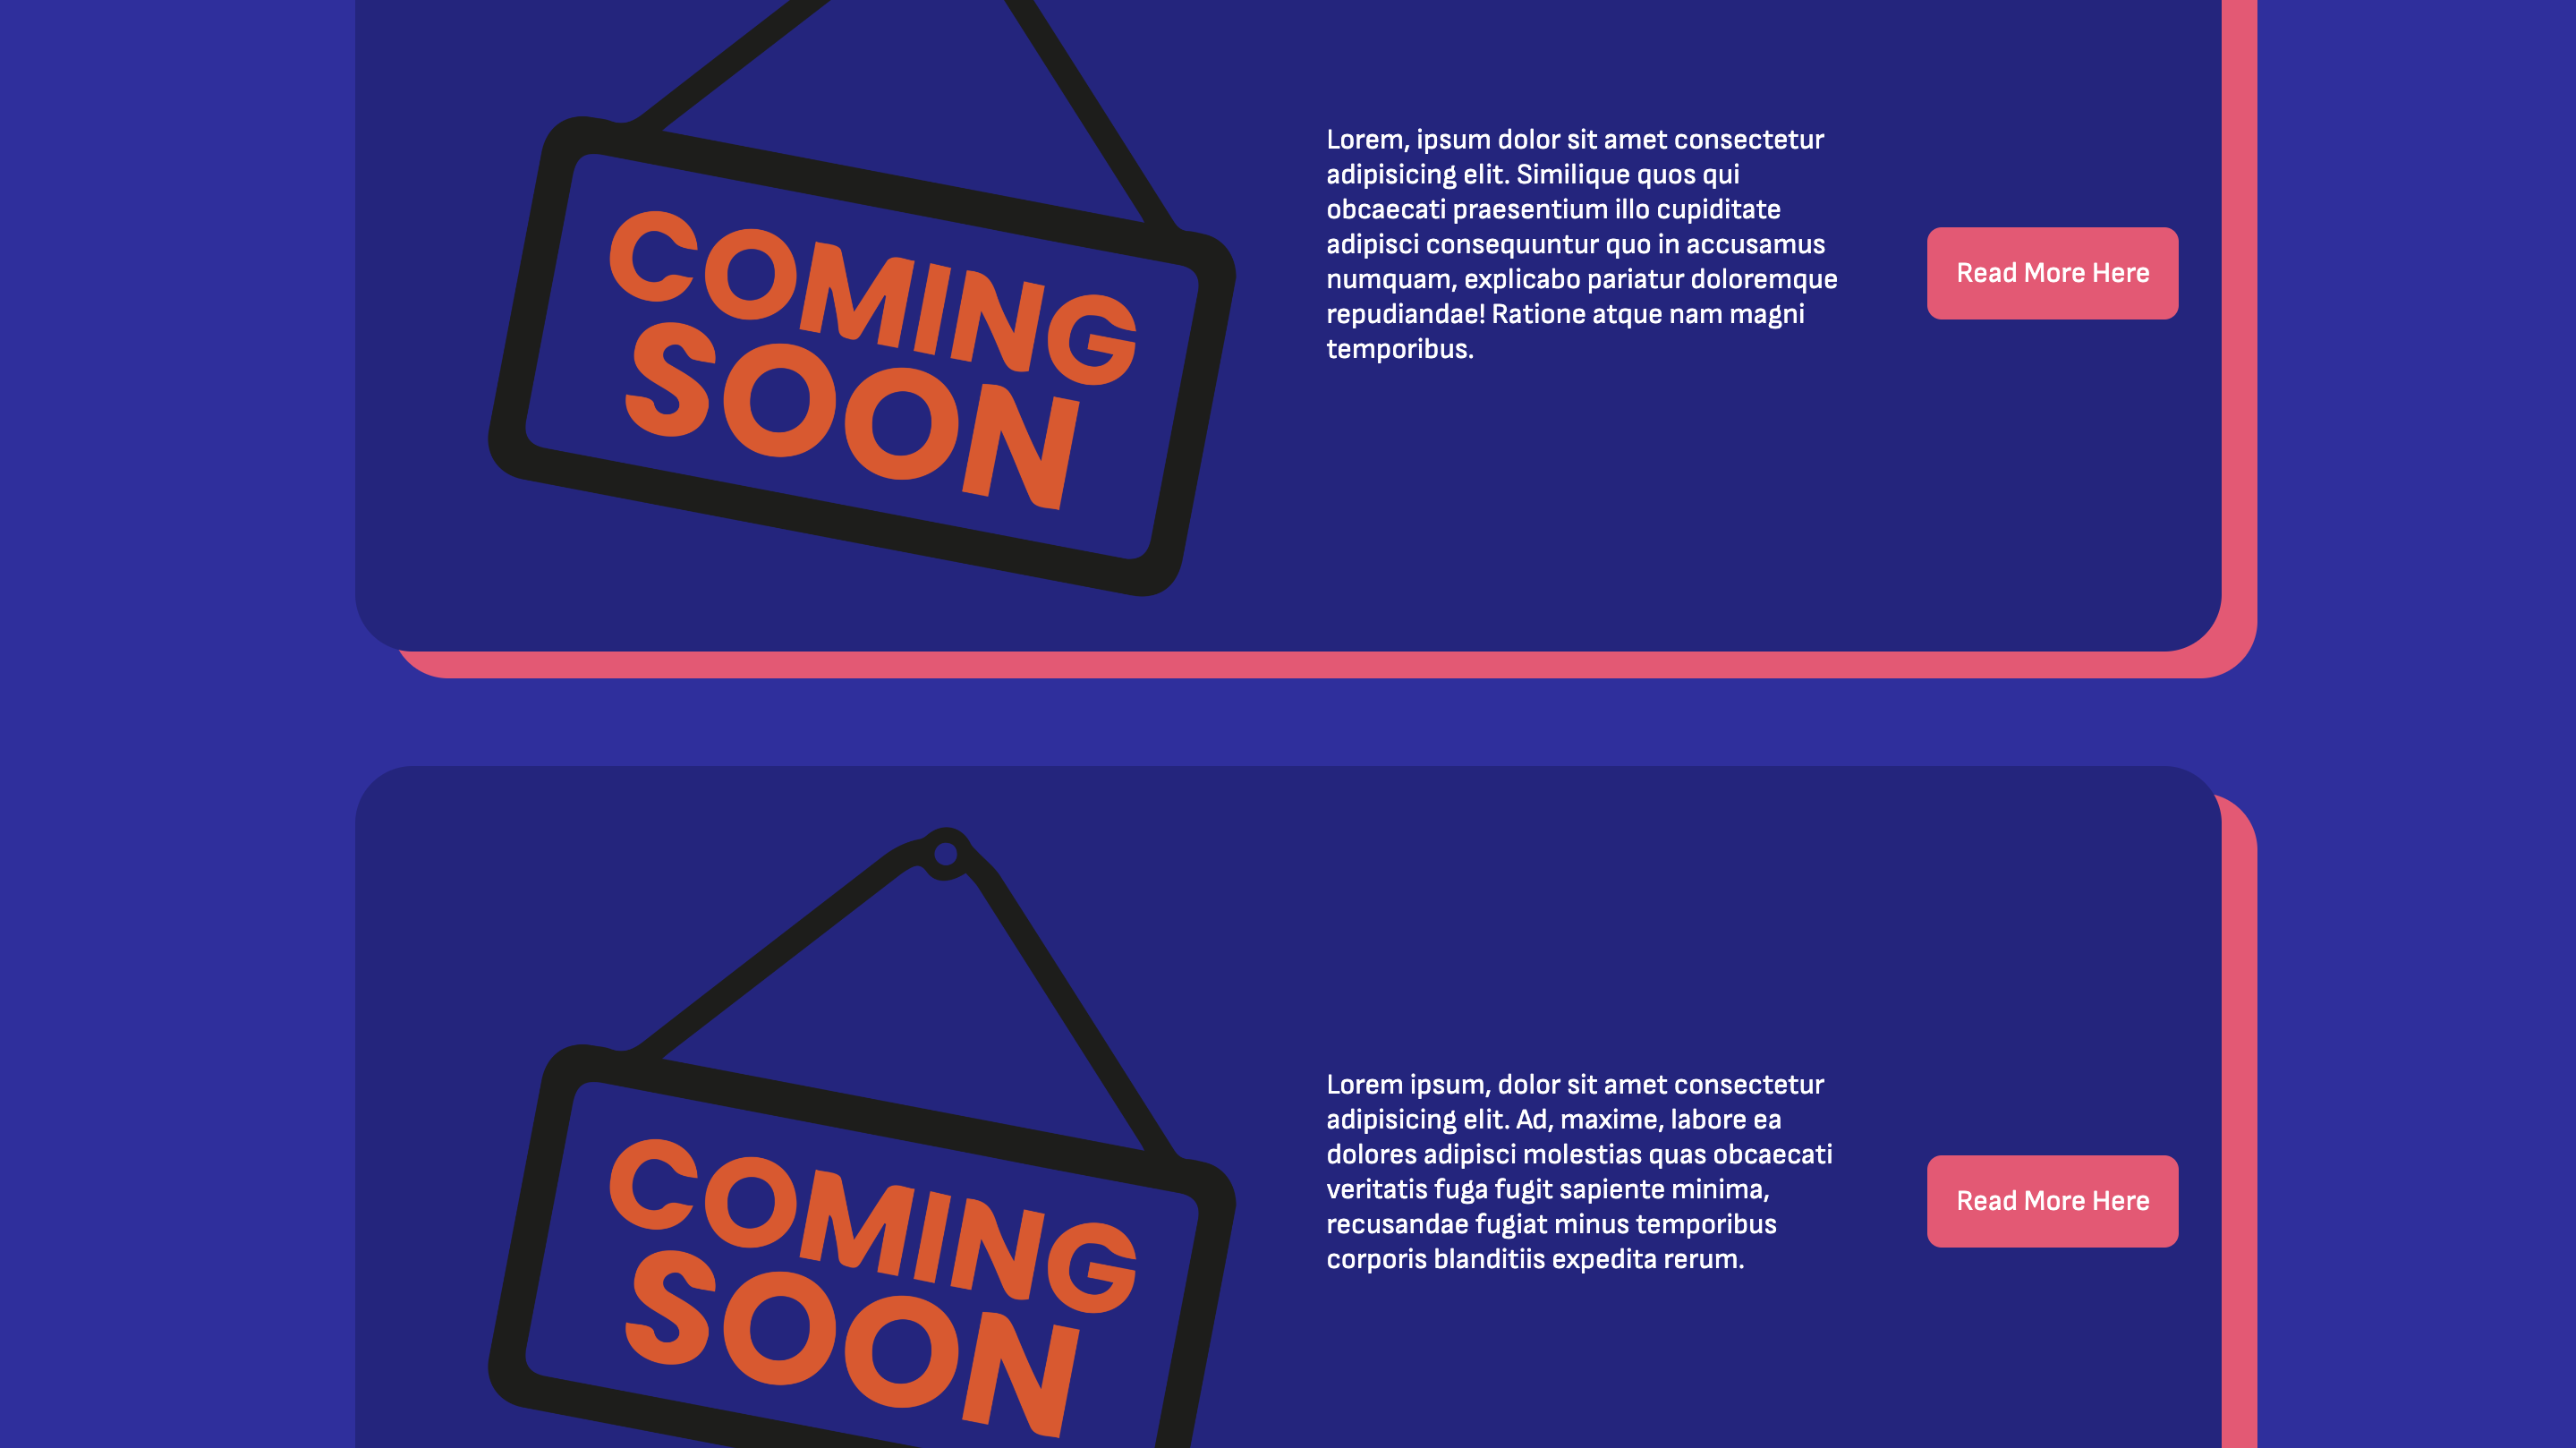 COMING
SOON
Lorem, ipsum dolor sit amet consectetur
adipisicing elit. Similique quos qui
obcaecati praesentium illo cupiditate
adipisci consequuntur quo in accusamus
numquam, explicabo pariatur doloremque
repudiandae! Ratione atque nam magni
temporibus.
Read More Here
COMING
SOON
Lorem ipsum, dolor sit amet consectetur
adipisicing elit. Ad, maxime, labore ea
dolores adipisci molestias quas obcaecati
veritatis fuga fugit sapiente minima,
recusandae fugiat minus temporibus
corporis blanditiis expedita rerum.
Read More Here